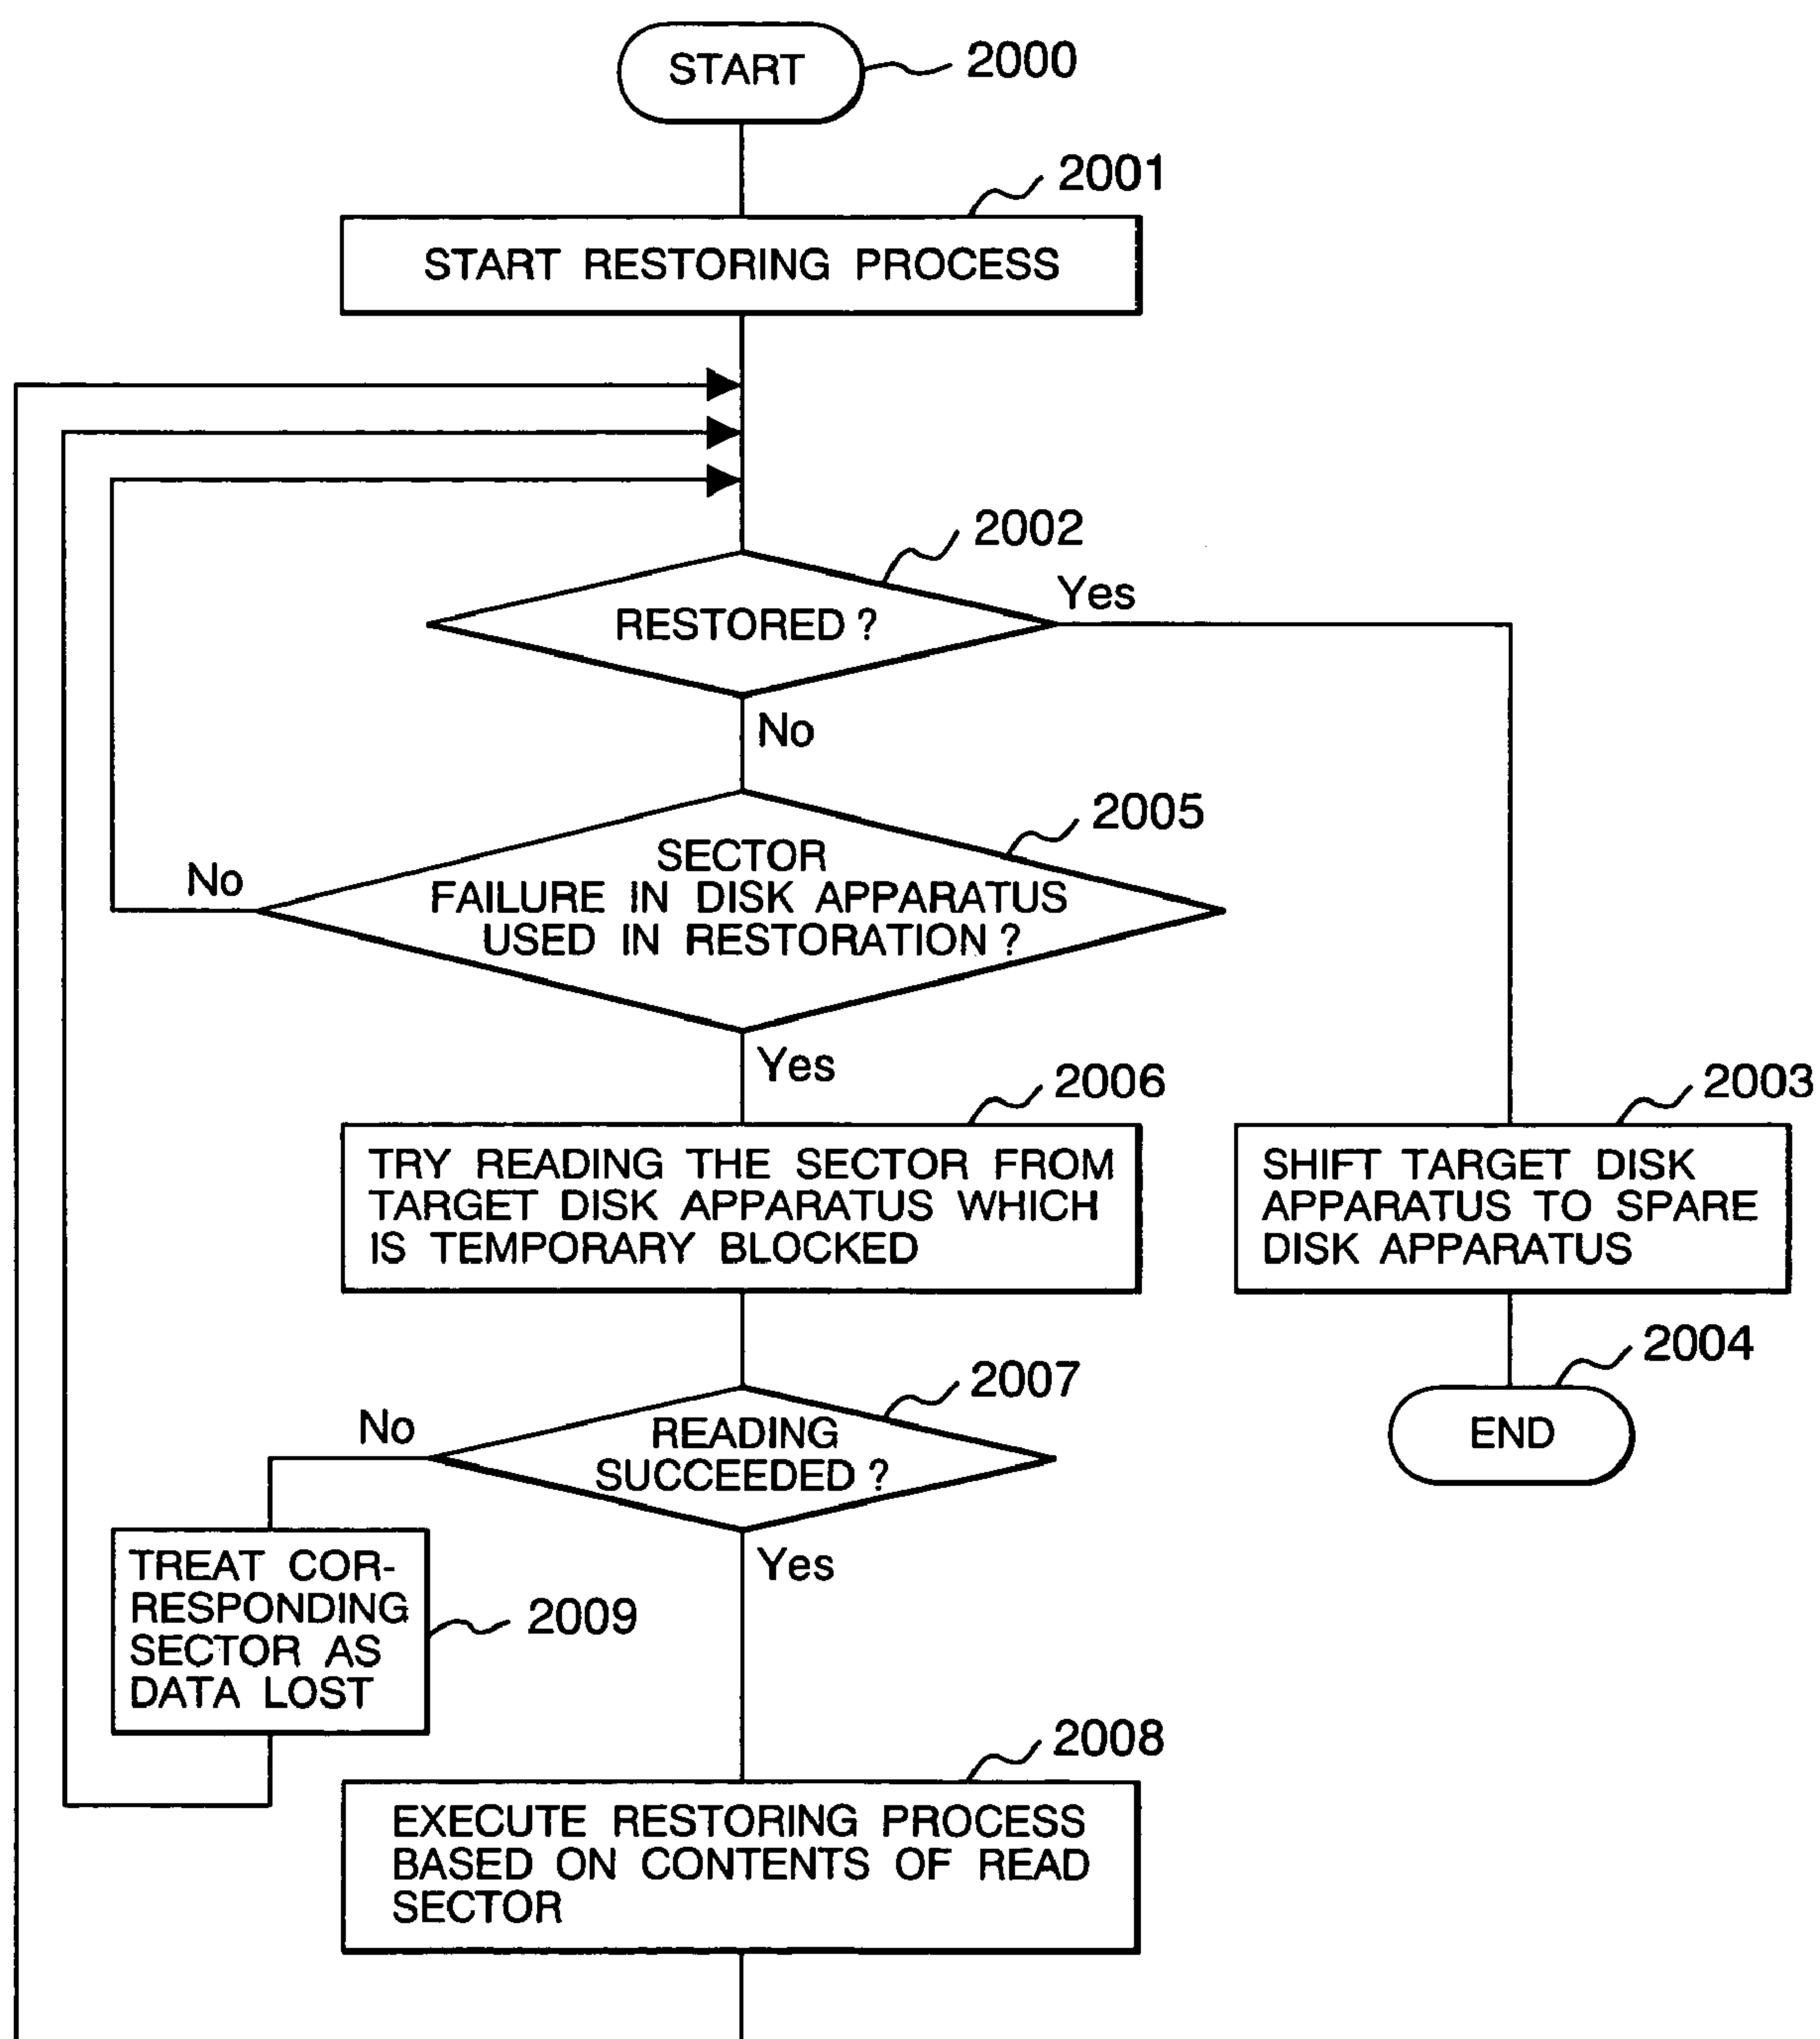 START
2000
2001
START RESTORING PROCESS
2002
RESTORED ?
Yes
No
2005
SECTOR
FAILURE IN DISK APPARATUS
USED IN RESTORATION ?
No
Yes
2006
TRY READING THE SECTOR FROM
TARGET DISK APPARATUS WHICH
IS TEMPORARY BLOCKED
2003
SHIFT TARGET DISK
APPARATUS TO SPARE
DISK APPARATUS
2004
END
2007
READING
SUCCEEDED ?
No
Yes
TREAT COR-
RESPONDING
SECTOR AS
DATA LOST
2009
2008
EXECUTE RESTORING PROCESS
BASED ON CONTENTS OF READ
SECTOR